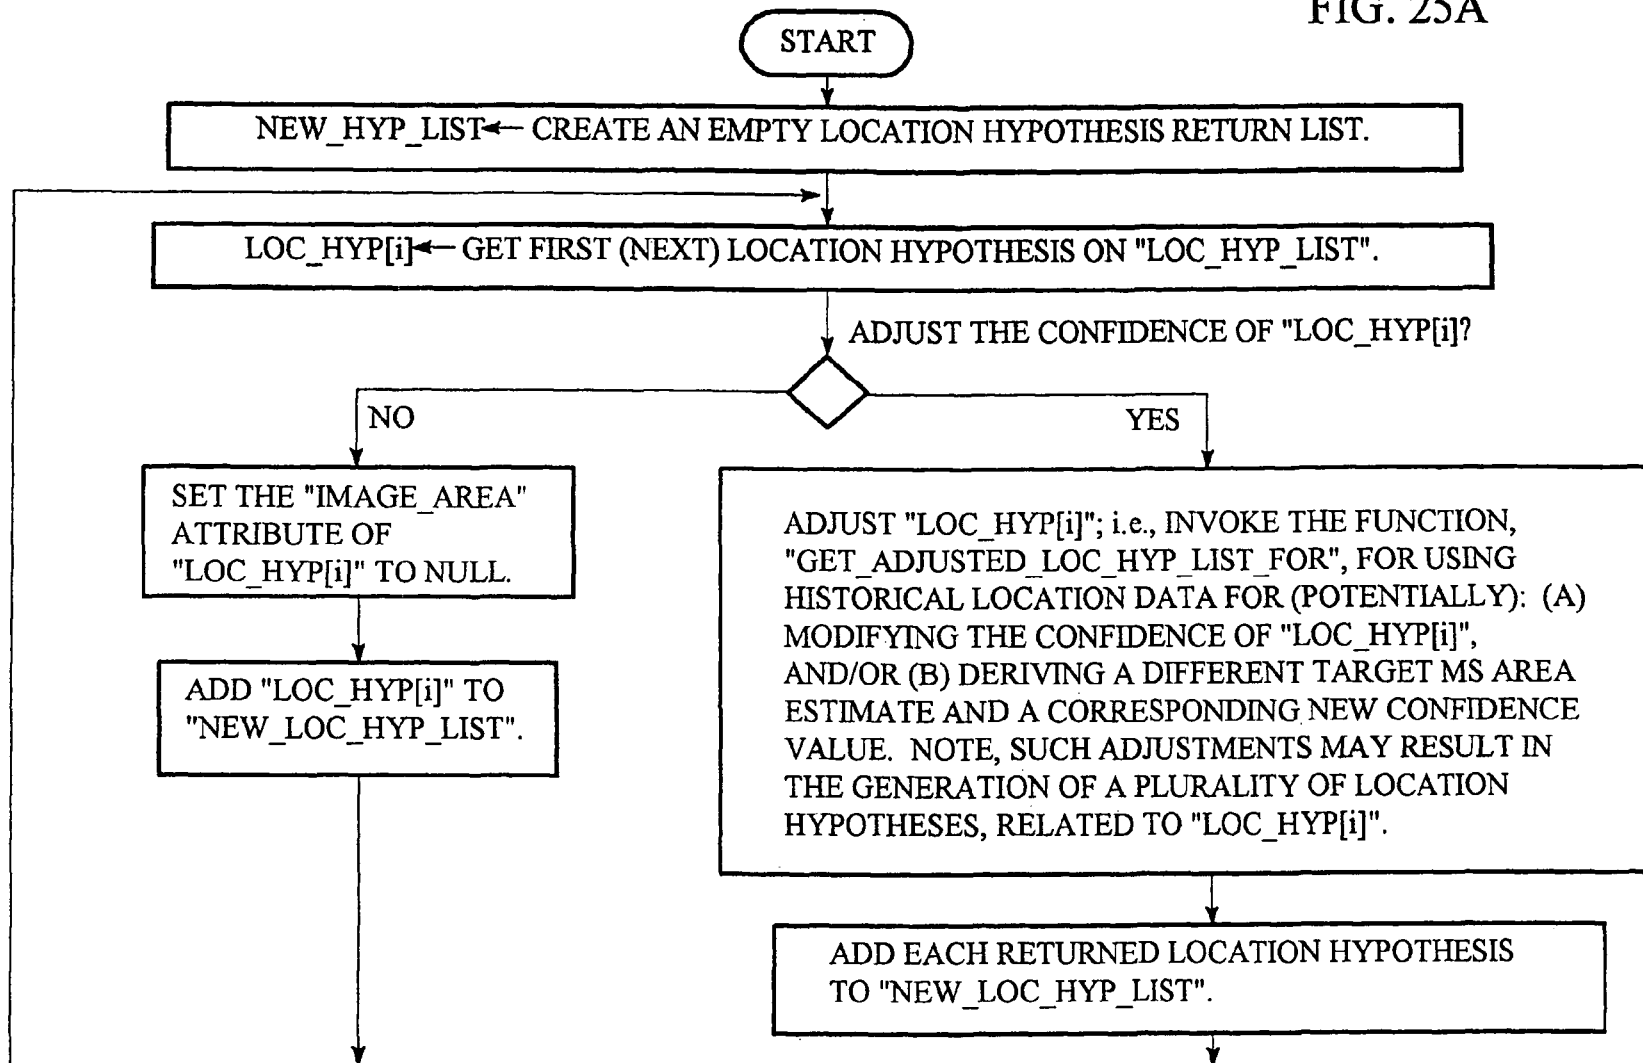 FIG. 25A
START
NEW_HYP_LIST← CREATE AN EMPTY LOCATION HYPOTHESIS RETURN LIST.
LOC_HYP[i]← GET FIRST (NEXT) LOCATION HYPOTHESIS ON "LOC_HYP_LIST".
ADJUST THE CONFIDENCE OF "LOC_HYP[i]?
NO
YES
SET THE "IMAGE_AREA"
ATTRIBUTE OF
"LOC_HYP[i]" TO NULL.
ADD "LOC_HYP[i]" TO
"NEW_LOC_HYP_LIST".
ADJUST "LOC_HYP[i]"; i.e., INVOKE THE FUNCTION,
"GET_ADJUSTED_LOC_HYP_LIST_FOR", FOR USING
HISTORICAL LOCATION DATA FOR (POTENTIALLY): (A)
MODIFYING THE CONFIDENCE OF "LOC_HYP[i]",
AND/OR (B) DERIVING A DIFFERENT TARGET MS AREA
ESTIMATE AND A CORRESPONDING NEW CONFIDENCE
VALUE. NOTE, SUCH ADJUSTMENTS MAY RESULT IN
THE GENERATION OF A PLURALITY OF LOCATION
HYPOTHESES, RELATED TO "LOC_HYP[i]".
ADD EACH RETURNED LOCATION HYPOTHESIS
TO "NEW_LOC_HYP_LIST".